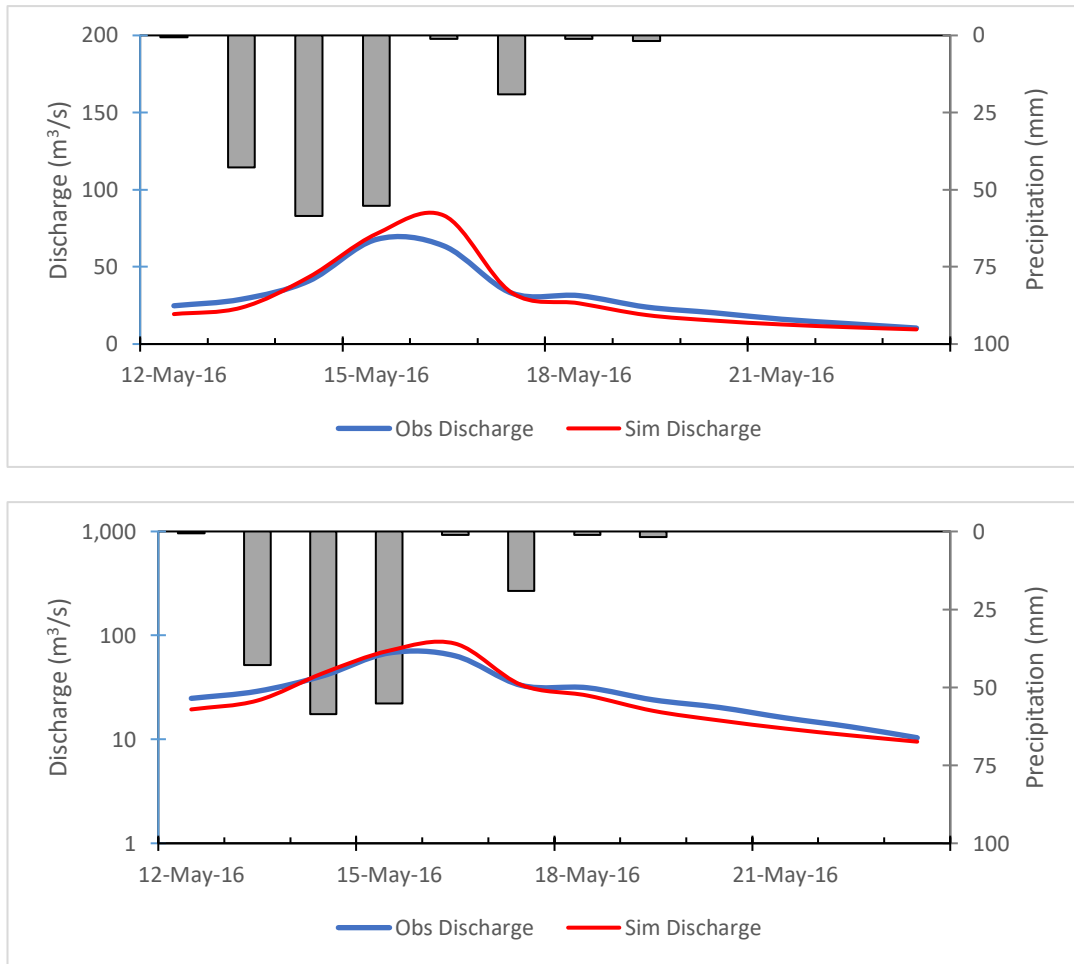 200
150
100
50
0
Discharge (m³/s)
0
25
50
75
100
Precipitation (mm)
12-May-16 15-May-16 18-May-16 21-May-16
Obs Discharge Sim Discharge
1,000
100
10
1
Discharge (m³/s)
0
25
50
75
100
Precipitation (mm)
12-May-16 15-May-16 18-May-16 21-May-16
Obs Discharge Sim Discharge